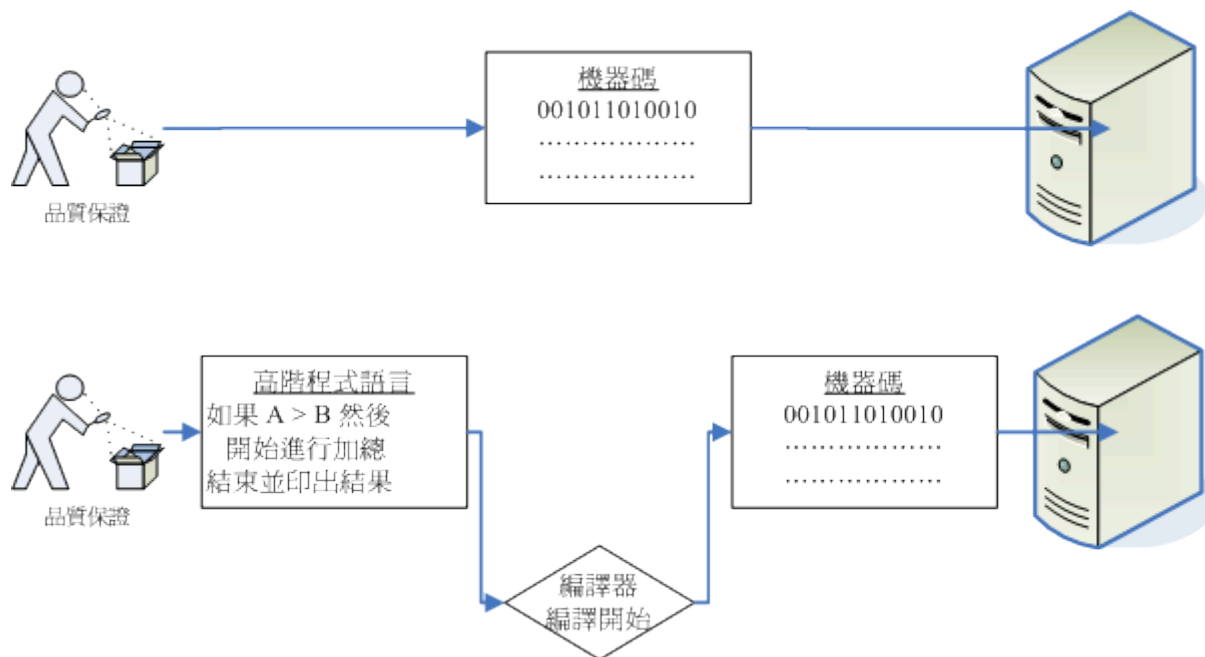 機器碼
001011010010
………………
………………
品質保證
高階程式語言
如果 A > B 然後
開始進行加總
結束並印出結果
機器碼
001011010010
………………
………………
品質保證
編譯器
編譯開始